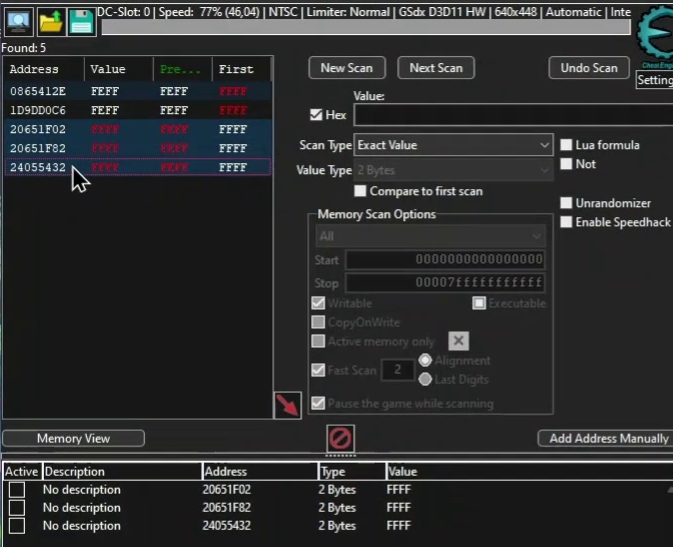 DC-Slot: 0 | Speed: 77% (46,04) | NTSC | Limiter: Normal | GSdx D3D11 HW | 640x448 | Automatic | Inte
Found: 5
Address Value Pre... First
0865412E FEFF FEFF FEFF
1D9DD0C6 FEFF FEFF FEFF
20651F02 FFFF FFFF FFFF
20651F82 FFFF FFFF FFFF
24055432 FFFF FFFF FFFF
New Scan Next Scan Undo Scan
Cheat Engine
Setting
Value:
Hex
Scan Type Exact Value Lua formula
Value Type 2 Bytes Not
Compare to first scan
Unrandomizer
Enable Speedhack
Memory Scan Options
All
Start 0000000000000000
Stop 00007fffffffffff
Writable Executable
CopyOnWrite
Active memory only
Fast Scan 2 Alignment
Last Digits
Pause the game while scanning
Memory View Add Address Manually
Active Description Address Type Value
No description 20651F02 2 Bytes FFFF
No description 20651F82 2 Bytes FFFF
No description 24055432 2 Bytes FFFF